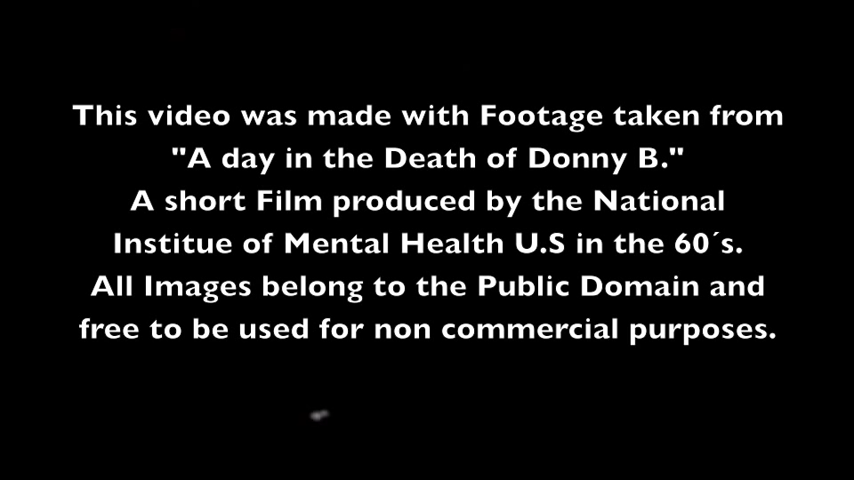 This video was made with Footage taken from
"A day in the Death of Donny B."
A short Film produced by the National
Institue of Mental Health U.S in the 60´s.
All Images belong to the Public Domain and
free to be used for non commercial purposes.